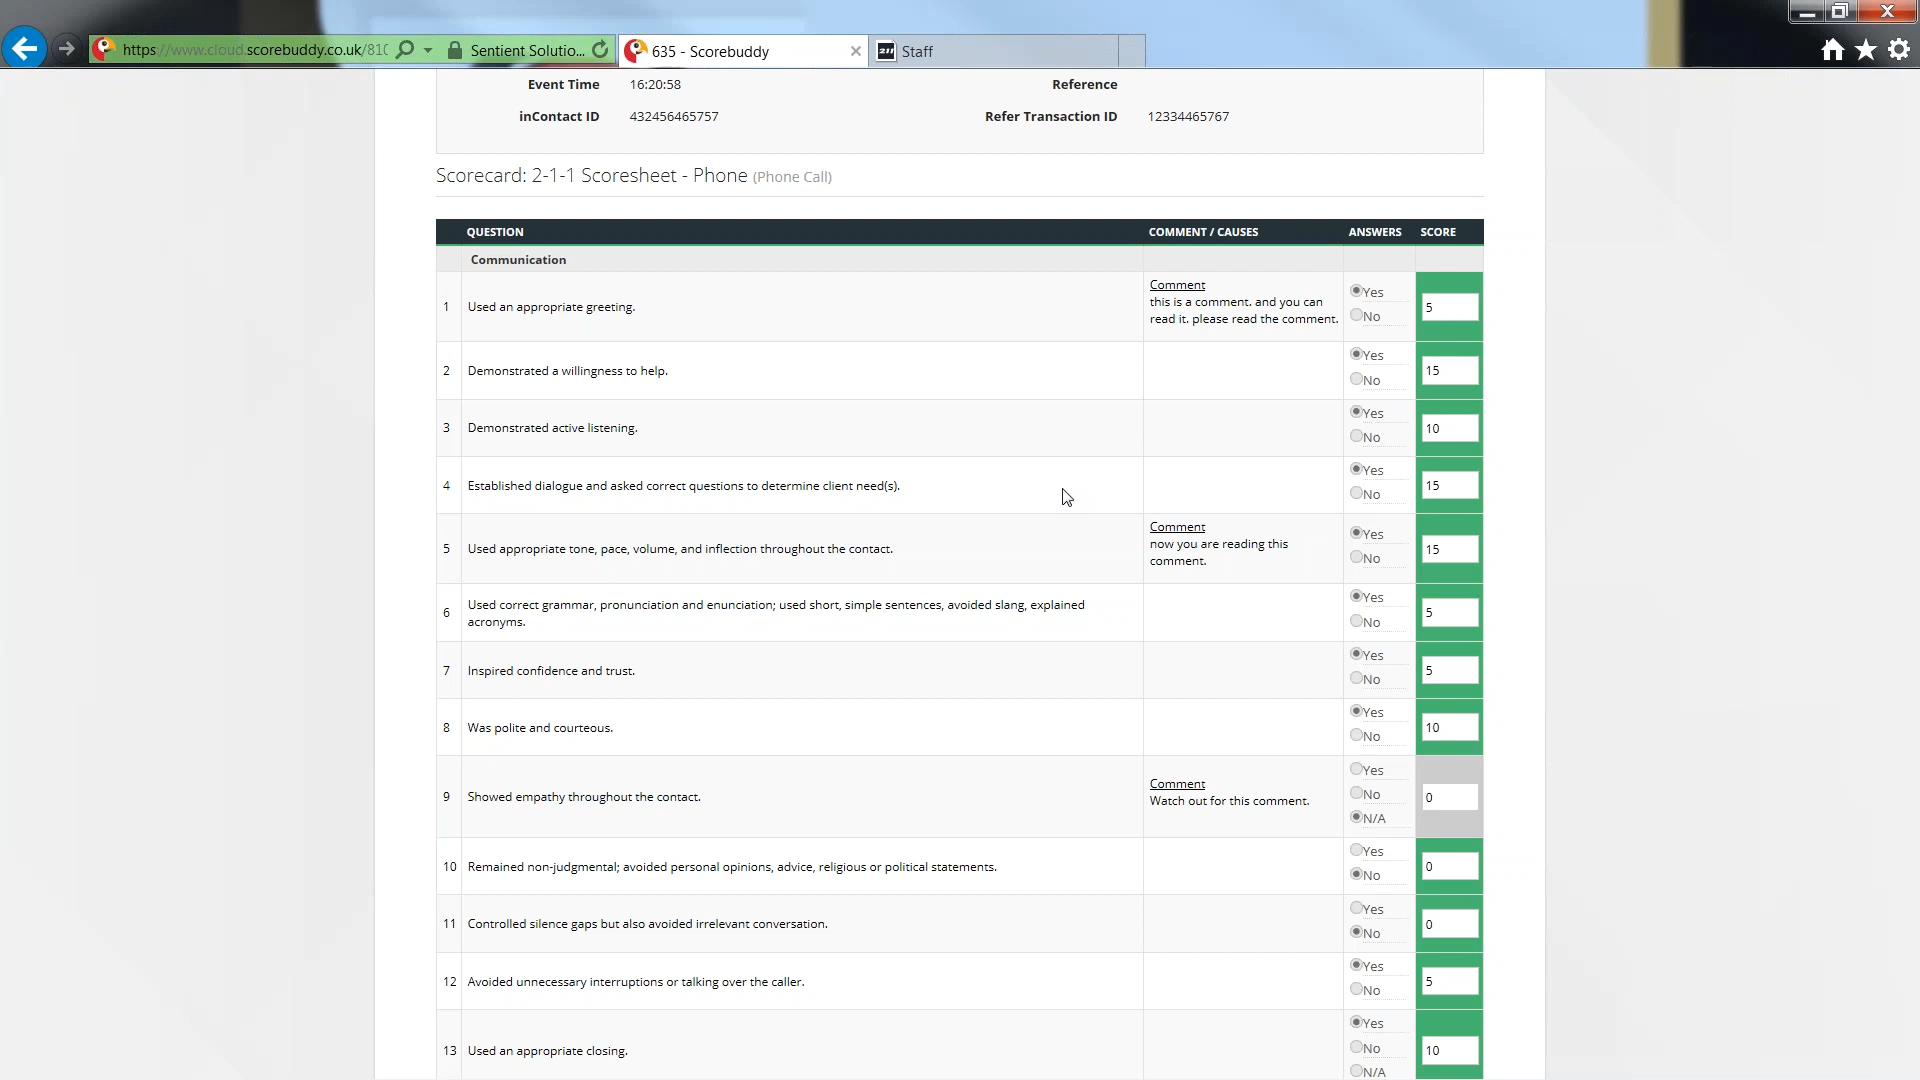 https://www.cloud.scorebuddy.co.uk/810
Sentient Solutio...
635 - Scorebuddy
211 Staff
Event Time 16:20:58 Reference
inContact ID 432456465757 Refer Transaction ID 12334465767
Scorecard: 2-1-1 Scoresheet - Phone (Phone Call)
QUESTION COMMENT / CAUSES ANSWERS SCORE
Communication
1 Used an appropriate greeting.
Comment
this is a comment. and you can
read it. please read the comment.
Yes
No
5
2 Demonstrated a willingness to help.
Yes
No
15
3 Demonstrated active listening.
Yes
No
10
4 Established dialogue and asked correct questions to determine client need(s).
Yes
No
15
5 Used appropriate tone, pace, volume, and inflection throughout the contact.
Comment
now you are reading this
comment.
Yes
No
15
6 Used correct grammar, pronunciation and enunciation; used short, simple sentences, avoided slang, explained
acronyms.
Yes
No
5
7 Inspired confidence and trust.
Yes
No
5
8 Was polite and courteous.
Yes
No
10
9 Showed empathy throughout the contact.
Comment
Watch out for this comment.
Yes
No
N/A
0
10 Remained non-judgmental; avoided personal opinions, advice, religious or political statements.
Yes
No
0
11 Controlled silence gaps but also avoided irrelevant conversation.
Yes
No
0
12 Avoided unnecessary interruptions or talking over the caller.
Yes
No
5
13 Used an appropriate closing.
Yes
No
N/A
10